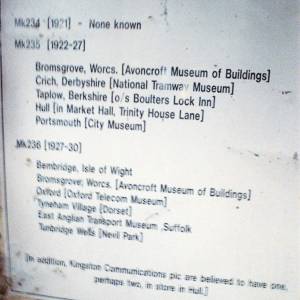 Mk234 [1921] - None known
Mk235 [1922-27]
Bromsgrove, Worcs. [Avoncroft Museum of Buildings]
Crich, Derbyshire [National Tramway Museum]
Taplow, Berkshire [o/s Boulters Lock Inn]
Hull [in Market Hall, Trinity House Lane]
Portsmouth [City Museum]
Mk236 [1927-30]
Bembridge, Isle of Wight
Bromsgrove, Worcs. [Avoncroft Museum of Buildings]
Oxford [Oxford Telecom Museum]
Tyneham Village [Dorset]
East Anglian Transport Museum, Suffolk
Tunbridge Wells [Nevil Park]
[In addition, Kingston Communications plc are believed to have one,
perhaps two, in store in Hull.]